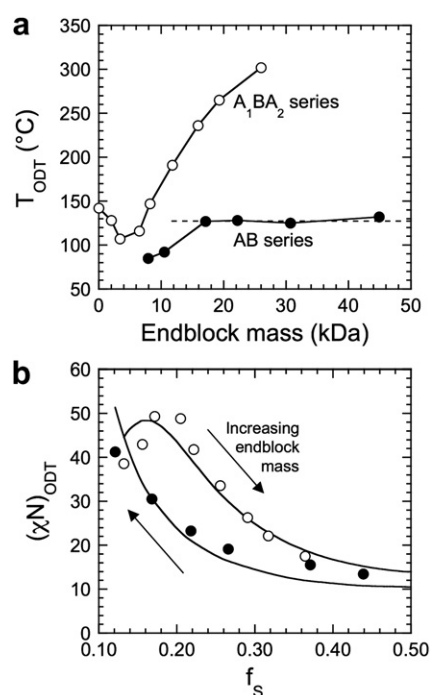 a
350
300
250
200
150
100
50
T_ODT (°C)
A₁BA₂ series
AB series
0 10 20 30 40 50
Endblock mass (kDa)
b
60
50
40
30
20
10
0
(χN)_ODT
Increasing
endblock
mass
0.10 0.20 0.30 0.40 0.50
f_S